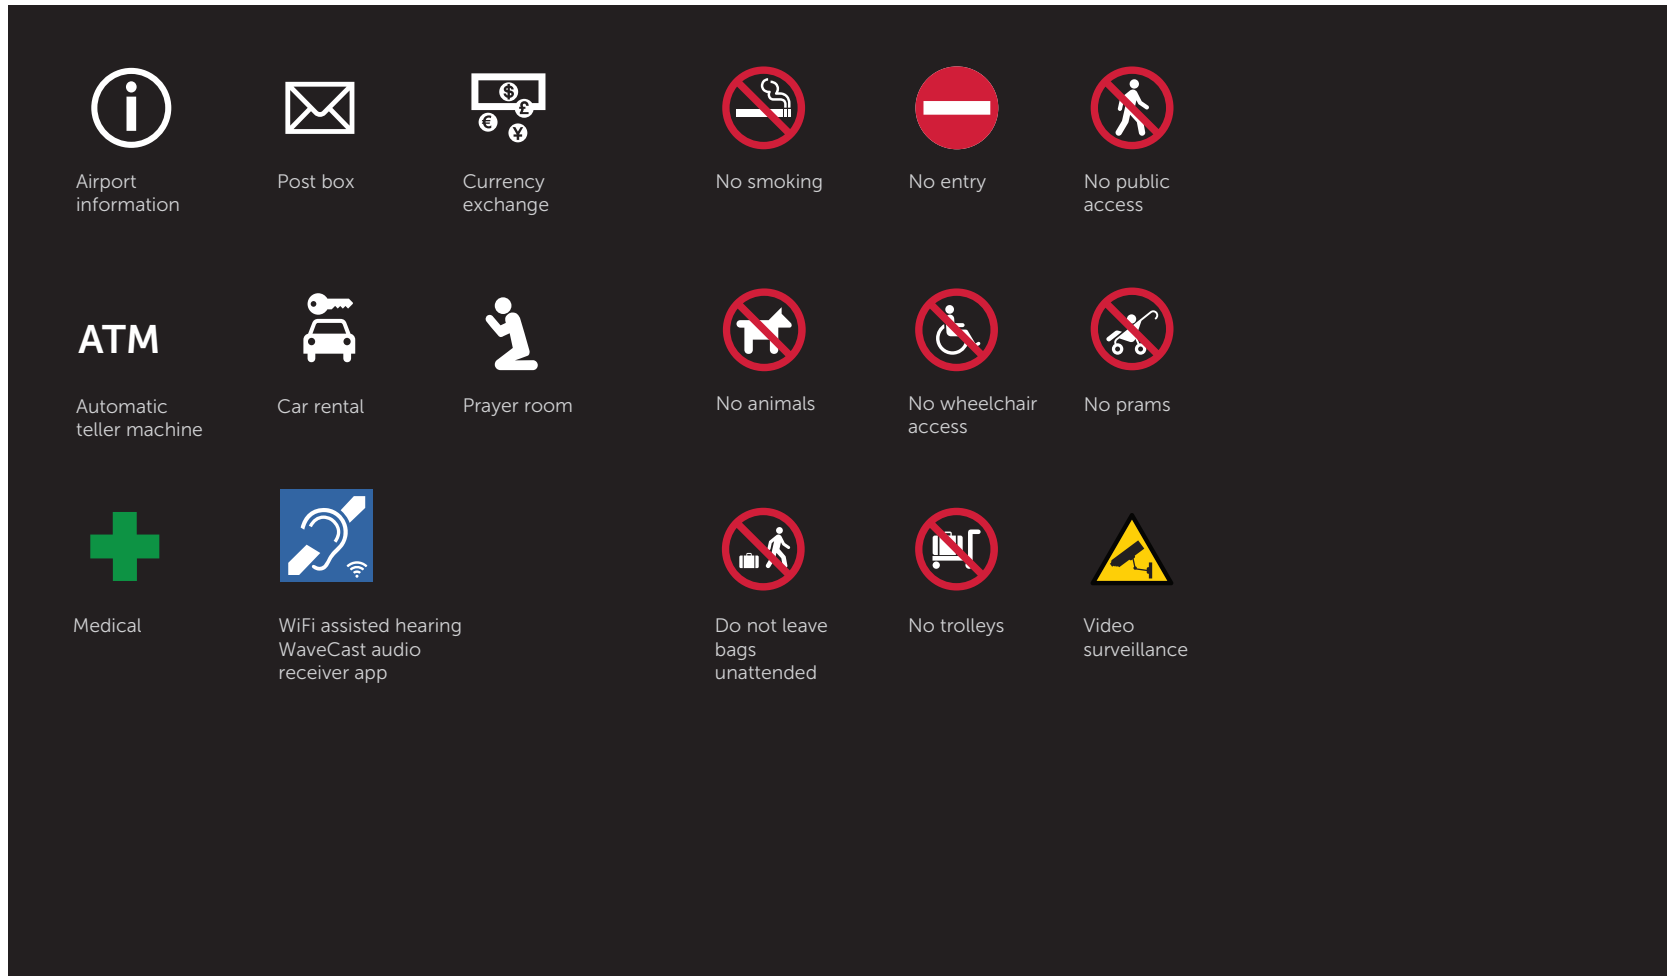 Airport
information
Post box
Currency
exchange
No smoking
No entry
No public
access
ATM
Automatic
teller machine
Car rental
Prayer room
No animals
No wheelchair
access
No prams
Medical
WiFi assisted hearing
WaveCast audio
receiver app
Do not leave
bags
unattended
No trolleys
Video
surveillance